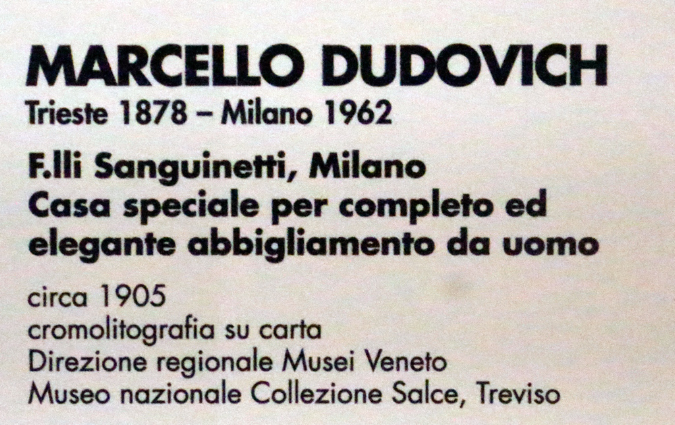 MARCELLO DUDOVICH
Trieste 1878 – Milano 1962
F.lli Sanguinetti, Milano
Casa speciale per completo ed
elegante abbigliamento da uomo
circa 1905
cromolitografia su carta
Direzione regionale Musei Veneto
Museo nazionale Collezione Salce, Treviso